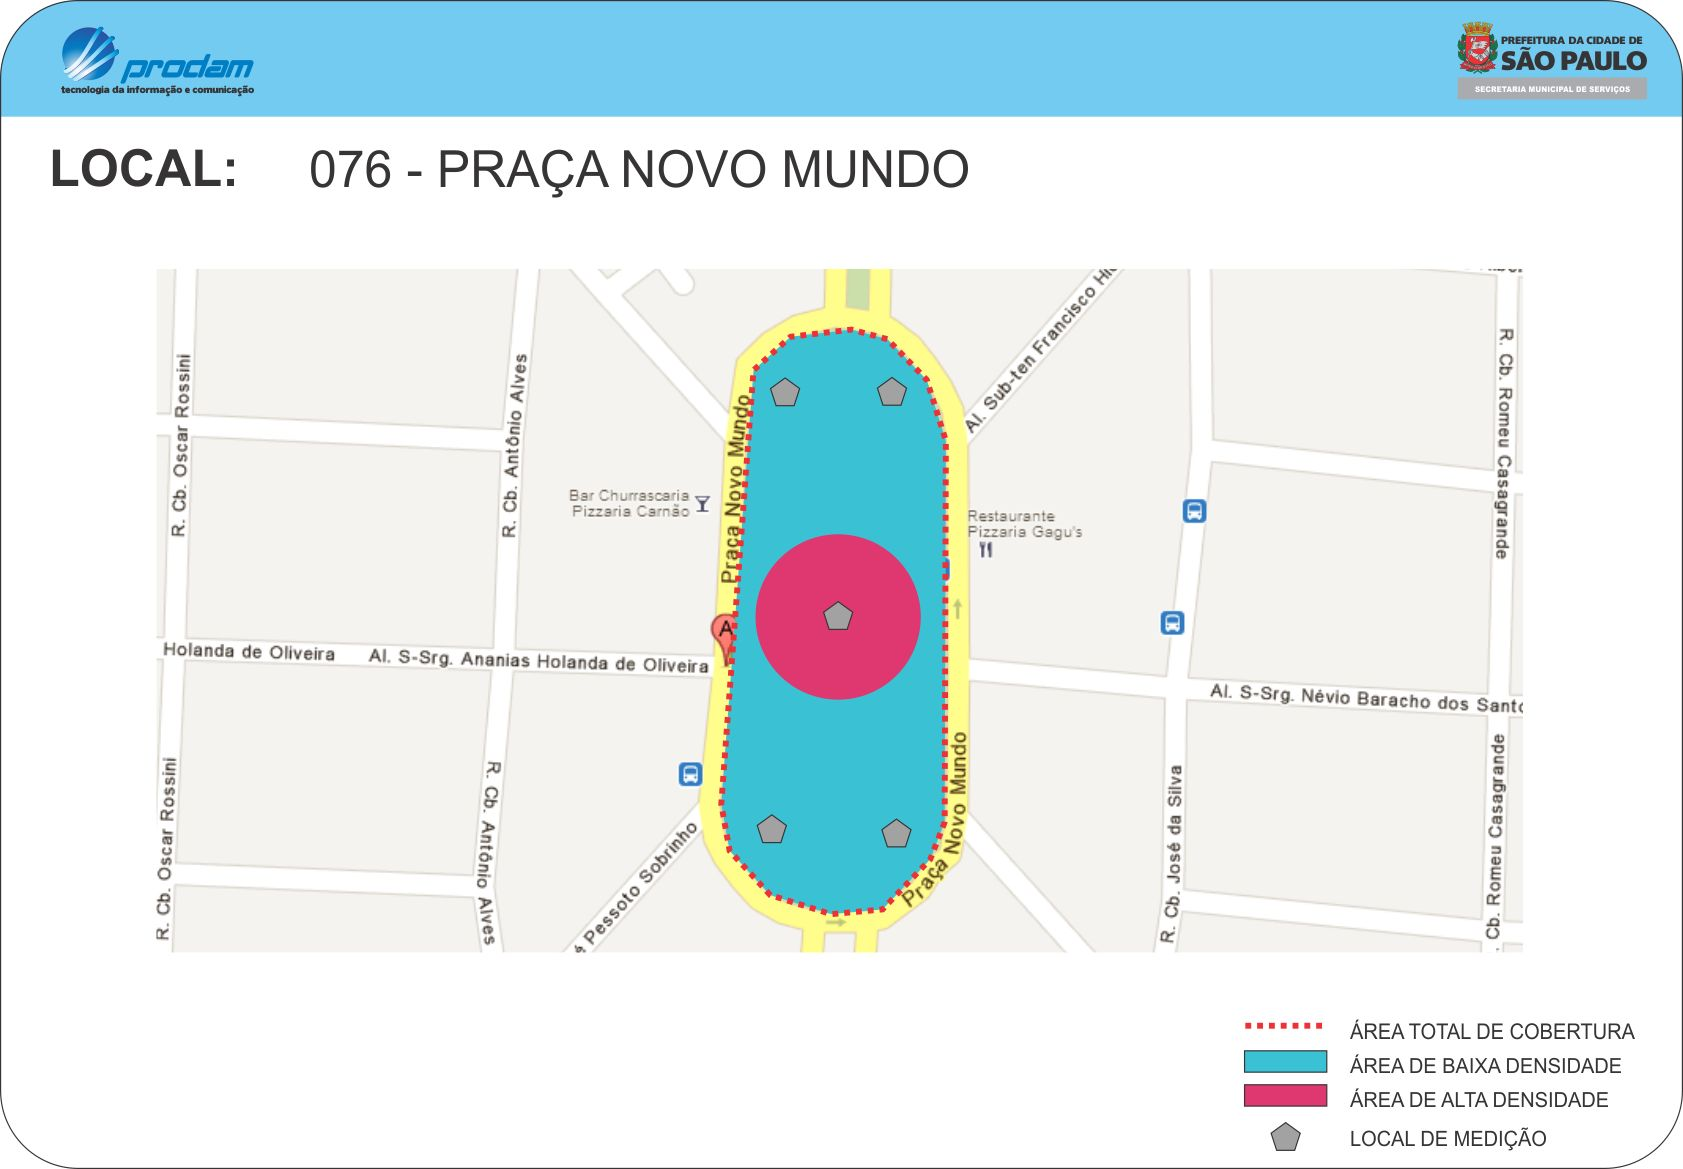 prodam
tecnologia da informação e comunicação
PREFEITURA DA CIDADE DE
SÃO PAULO
SECRETARIA MUNICIPAL DE SERVIÇOS
LOCAL: 076 - PRAÇA NOVO MUNDO
R. Cb. Oscar Rossini
R. Cb. Antônio Alves
Praça Novo Mundo
Al. Sub-ten Francisco
R. Cb. Romeu Casagrande
Bar Churrascaria
Pizzaria Carnão
Restaurante
Pizzaria Gagu's
A
Holanda de Oliveira
Al. S-Srg. Ananias Holanda de Oliveira
Al. S-Srg. Névio Baracho dos Santo
R. Cb. Oscar Rossini
R. Cb. Antônio Alves
é Pessoto Sobrinho
Praça Novo Mundo
R. Cb. José da Silva
. Cb. Romeu Casagrande
ÁREA TOTAL DE COBERTURA
ÁREA DE BAIXA DENSIDADE
ÁREA DE ALTA DENSIDADE
LOCAL DE MEDIÇÃO